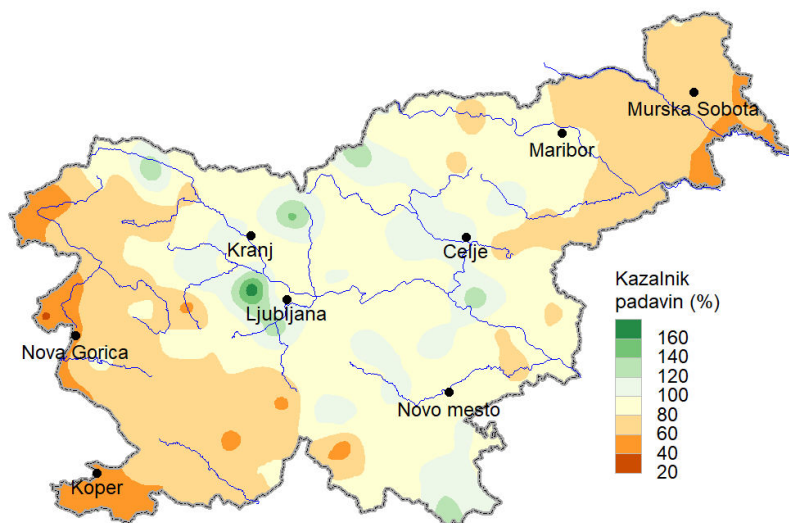 Murska Sobota
Maribor
Kranj
Celje
Ljubljana
Nova Gorica
Novo mesto
Koper
Kazalnik
padavin (%)
160
140
120
100
80
60
40
20